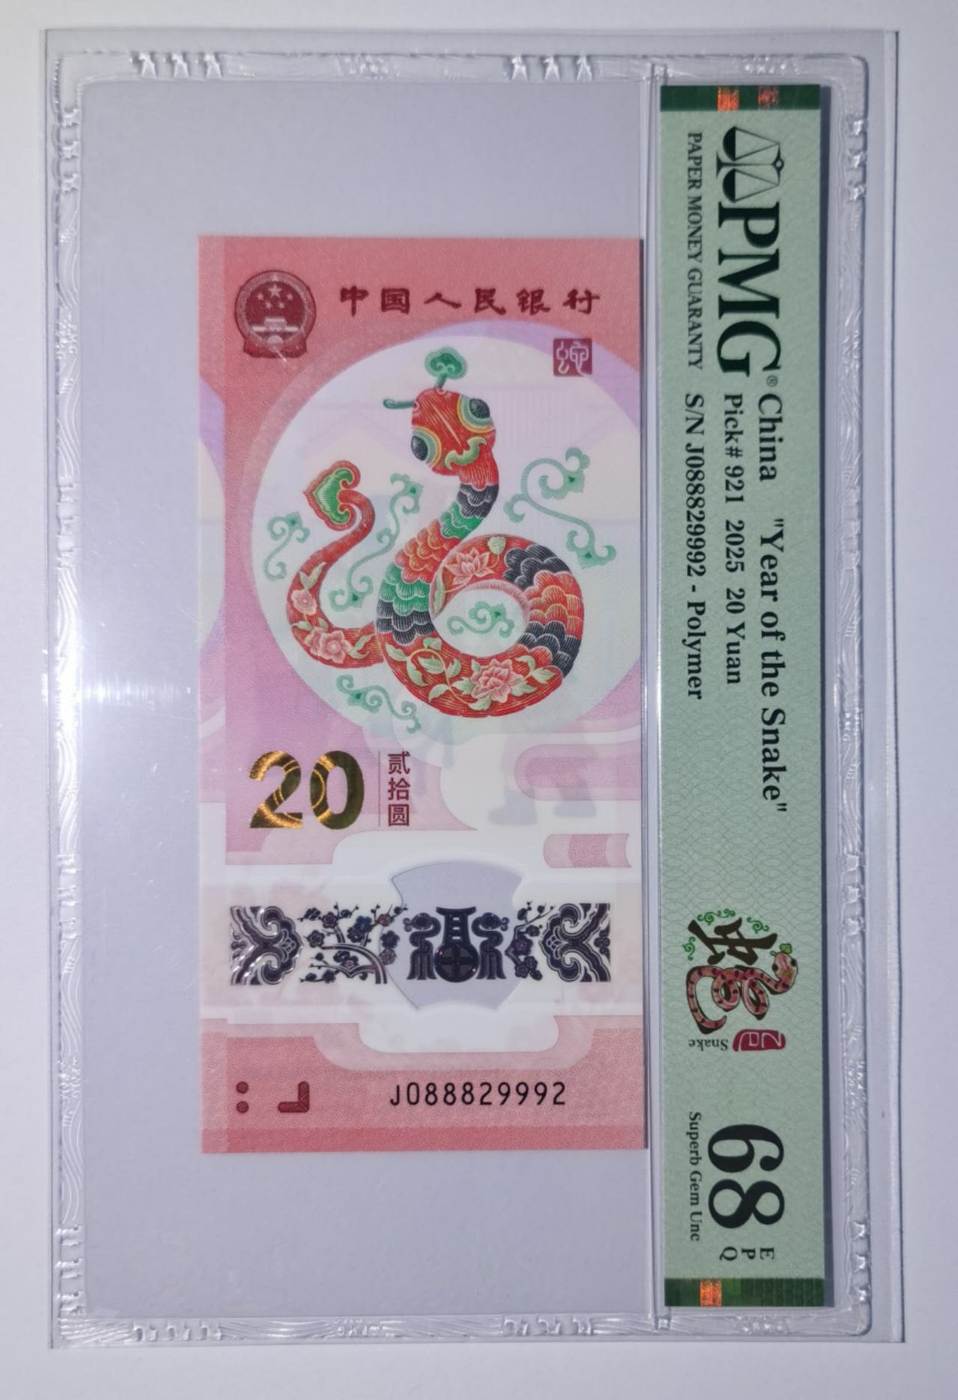 中国人民银行
20
贰拾圆
J088829992
PMG®
PAPER MONEY GUARANTY
China "Year of the Snake"
Pick# 921 2025 20 Yuan
S/N J088829992 - Polymer
蛇
Snake
68 EPQ
Superb Gem Unc